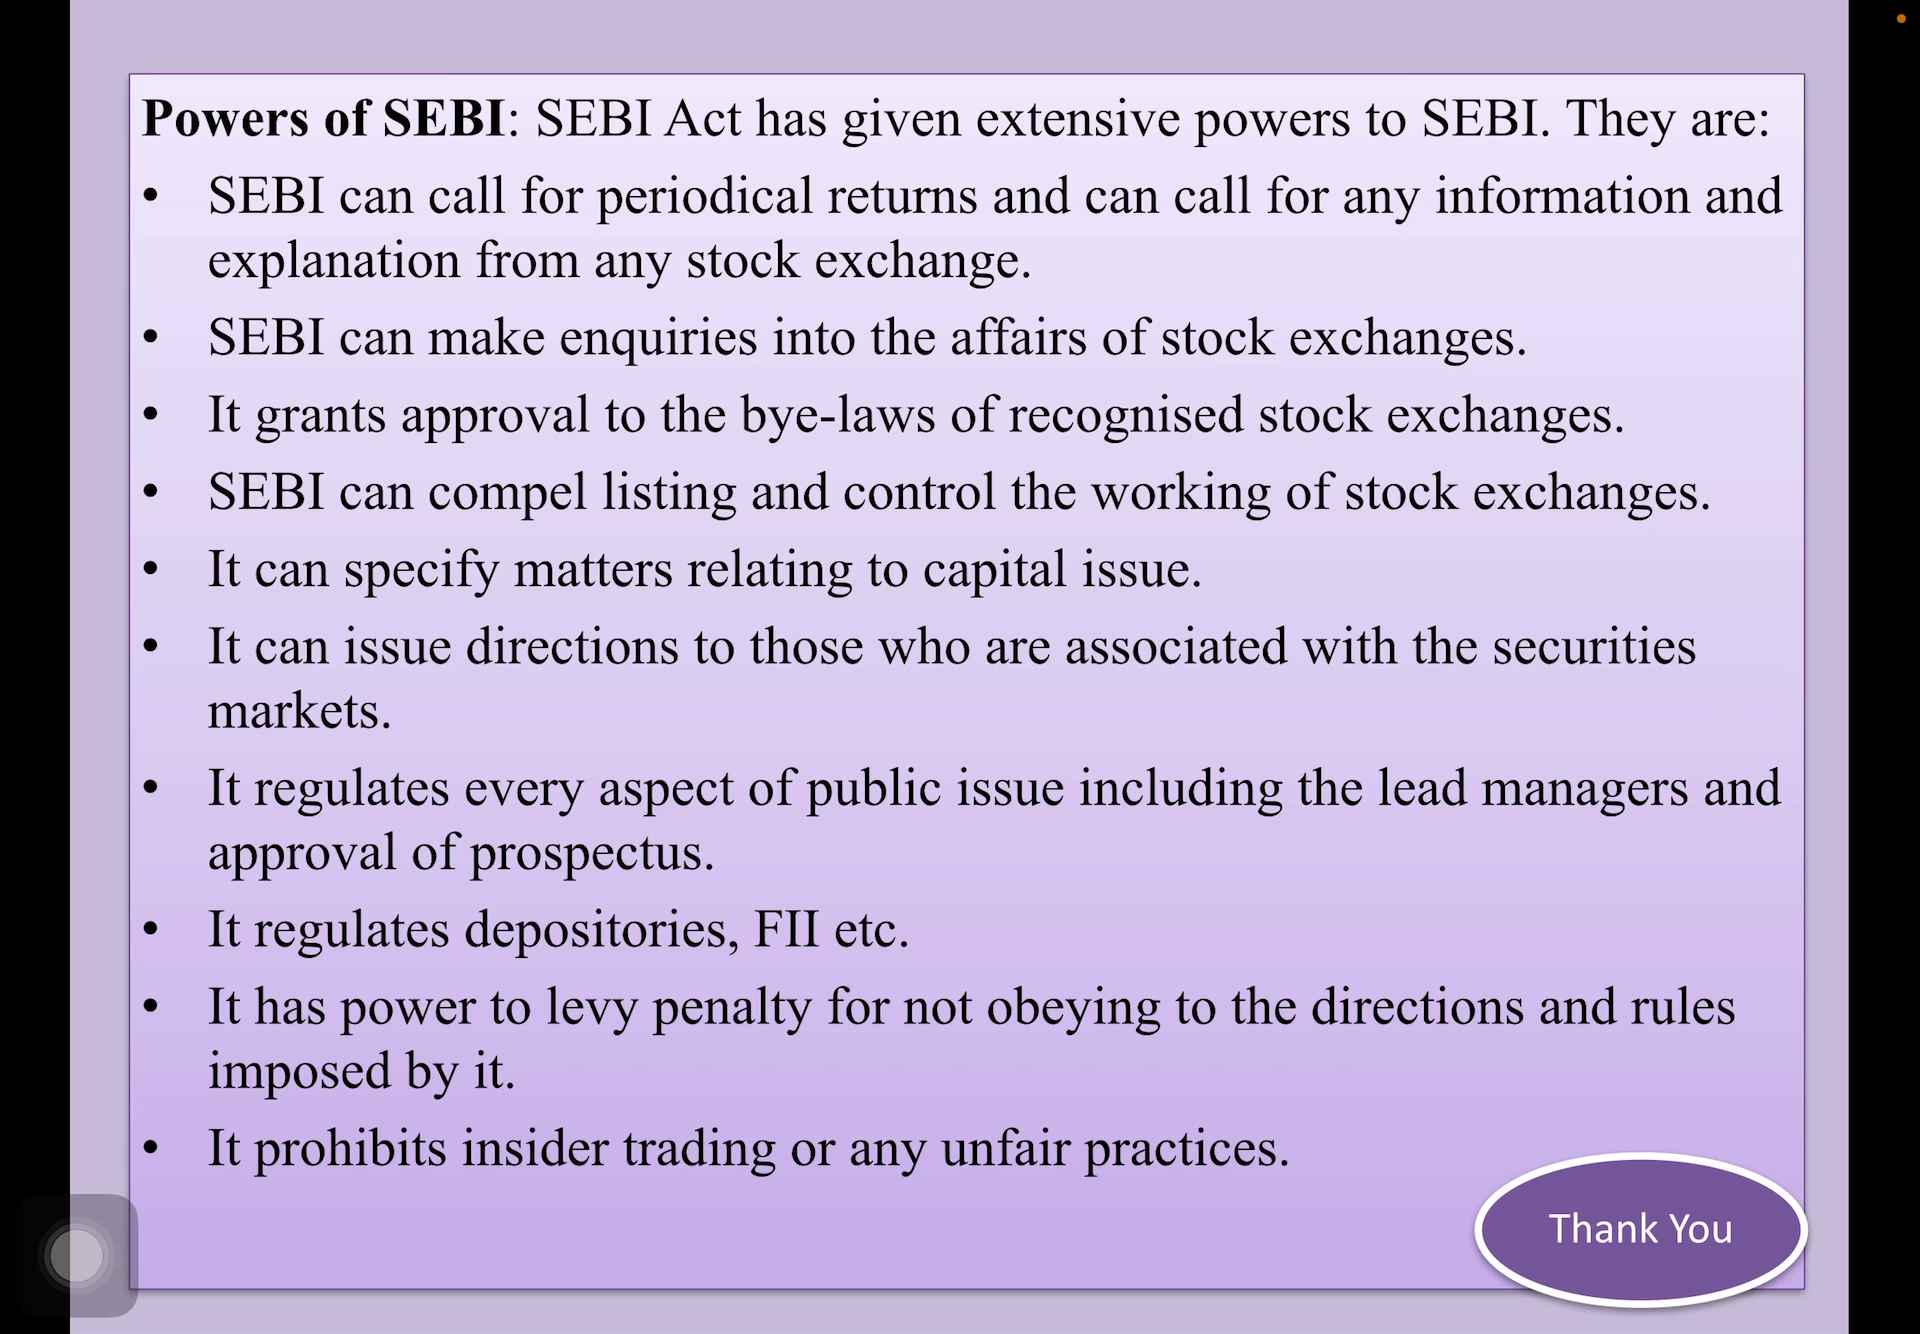 Powers of SEBI: SEBI Act has given extensive powers to SEBI. They are:
• SEBI can call for periodical returns and can call for any information and
explanation from any stock exchange.
• SEBI can make enquiries into the affairs of stock exchanges.
• It grants approval to the bye-laws of recognised stock exchanges.
• SEBI can compel listing and control the working of stock exchanges.
• It can specify matters relating to capital issue.
• It can issue directions to those who are associated with the securities
markets.
• It regulates every aspect of public issue including the lead managers and
approval of prospectus.
• It regulates depositories, FII etc.
• It has power to levy penalty for not obeying to the directions and rules
imposed by it.
• It prohibits insider trading or any unfair practices.
Thank You